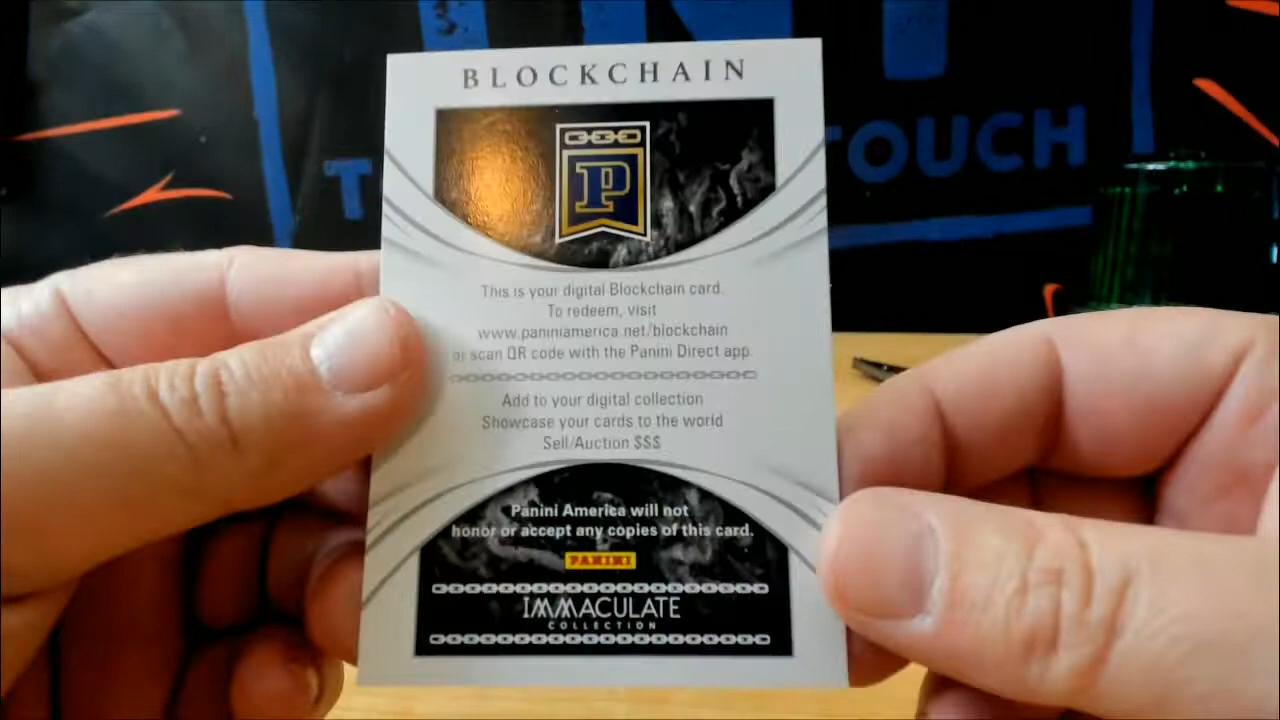 BLOCKCHAIN
P
T
OUCH
This is your digital Blockchain card.
To redeem, visit
www.paniniamerica.net/blockchain
or scan QR code with the Panini Direct app.
Add to your digital collection
Showcase your cards to the world
Sell/Auction $$$
Panini America will not
honor or accept any copies of this card.
PANINI
IMMACULATE
COLLECTION